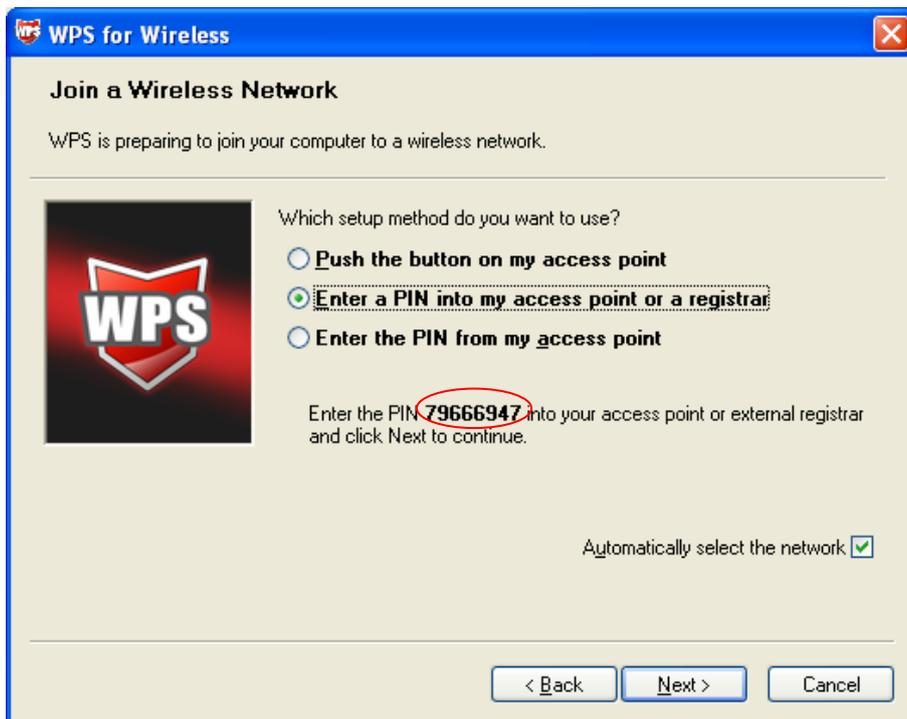 WPS WPS for Wireless
Join a Wireless Network
WPS is preparing to join your computer to a wireless network.
WPS
Which setup method do you want to use?
Push the button on my access point
Enter a PIN into my access point or a registrar
Enter the PIN from my access point
Enter the PIN 79666947 into your access point or external registrar
and click Next to continue.
Automatically select the network
< Back
Next >
Cancel